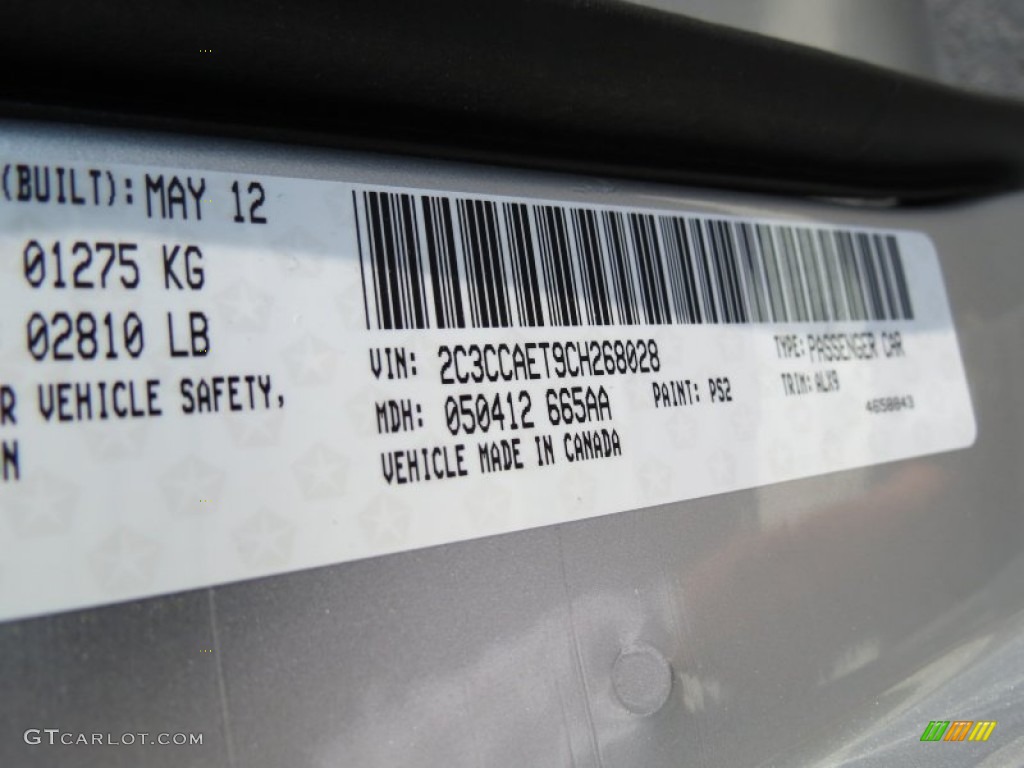 (BUILT): MAY 12
01275 KG
02810 LB
R VEHICLE SAFETY,
N
VIN: 2C3CCAET9CH268028
MDH: 050412 665AA
PAINT: PS2
VEHICLE MADE IN CANADA
TYPE: PASSENGER CAR
TRIM: ALX9
4658843
GTCARLOT.COM